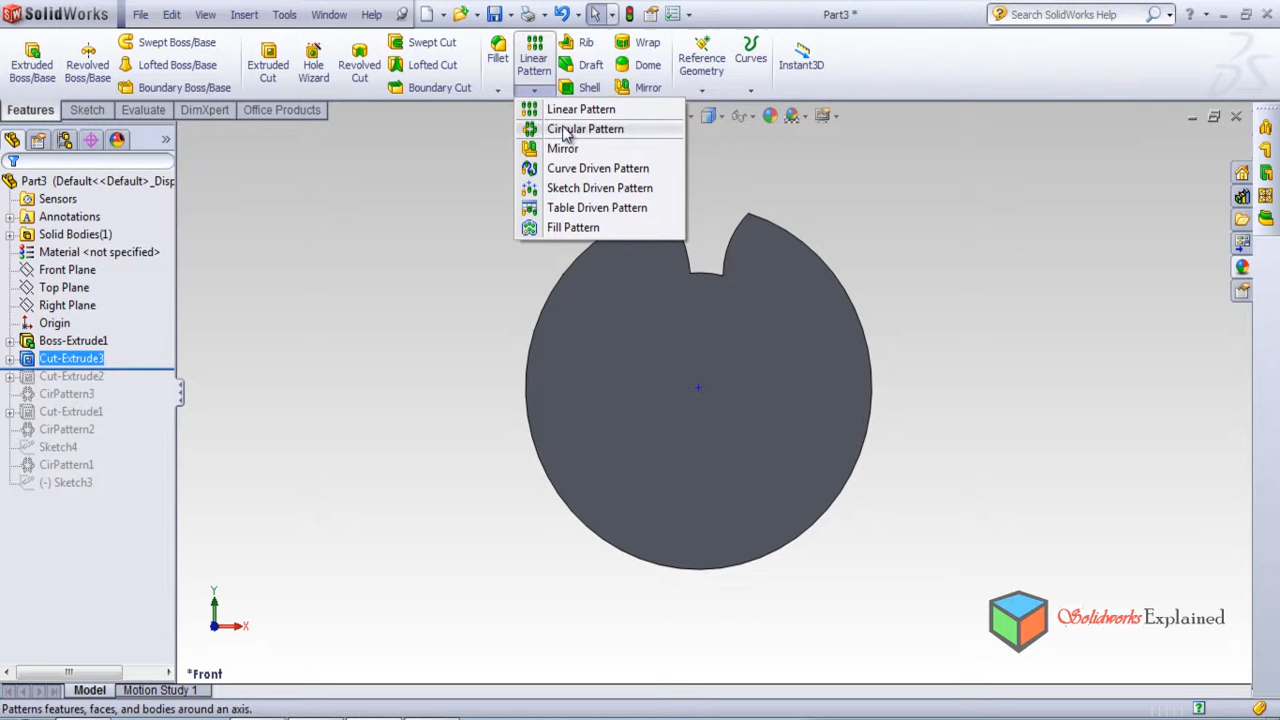 SolidWorks
File Edit View Insert Tools Window Help
Part3 *
Search SolidWorks Help
Extruded Boss/Base
Revolved Boss/Base
Swept Boss/Base
Lofted Boss/Base
Boundary Boss/Base
Extruded Cut
Hole Wizard
Revolved Cut
Swept Cut
Lofted Cut
Boundary Cut
Fillet
Linear Pattern
Rib
Draft
Shell
Wrap
Dome
Mirror
Reference Geometry
Curves
Instant3D
Features Sketch Evaluate DimXpert Office Products
Linear Pattern
Circular Pattern
Mirror
Curve Driven Pattern
Sketch Driven Pattern
Table Driven Pattern
Fill Pattern
Part3 (Default<<Default>_Disp
Sensors
Annotations
Solid Bodies(1)
Material <not specified>
Front Plane
Top Plane
Right Plane
Origin
Boss-Extrude1
Cut-Extrude3
Cut-Extrude2
CirPattern3
Cut-Extrude1
CirPattern2
Sketch4
CirPattern1
(-) Sketch3
Y
X
*Front
Solidworks Explained
Model Motion Study 1
Patterns features, faces, and bodies around an axis.